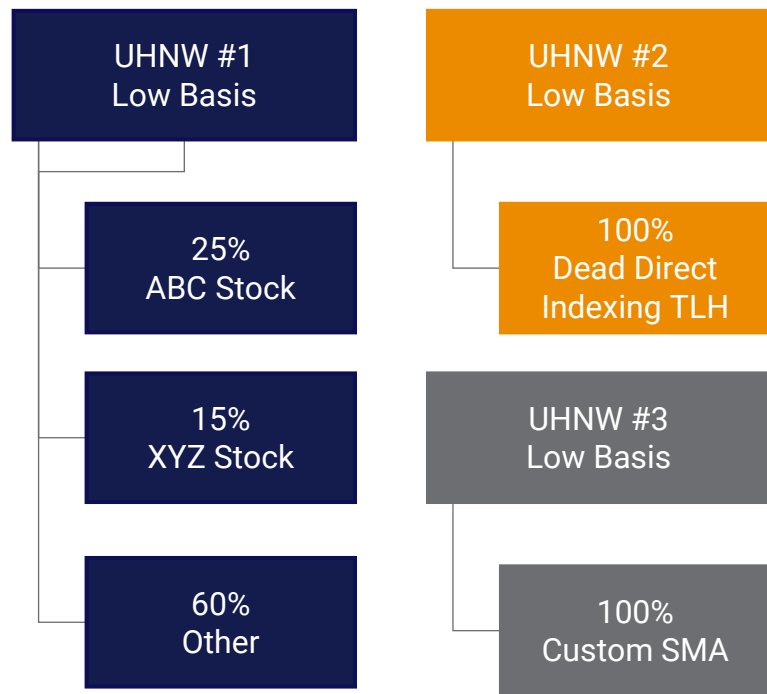 UHNW #1
Low Basis
25%
ABC Stock
15%
XYZ Stock
60%
Other
UHNW #2
Low Basis
100%
Dead Direct
Indexing TLH
UHNW #3
Low Basis
100%
Custom SMA